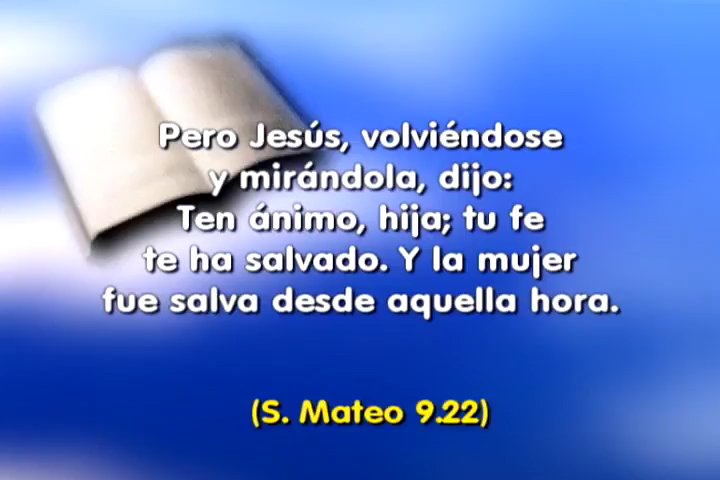 Pero Jesús, volviéndose
y mirándola, dijo:
Ten ánimo, hija; tu fe
te ha salvado. Y la mujer
fue salva desde aquella hora.
(S. Mateo 9.22)